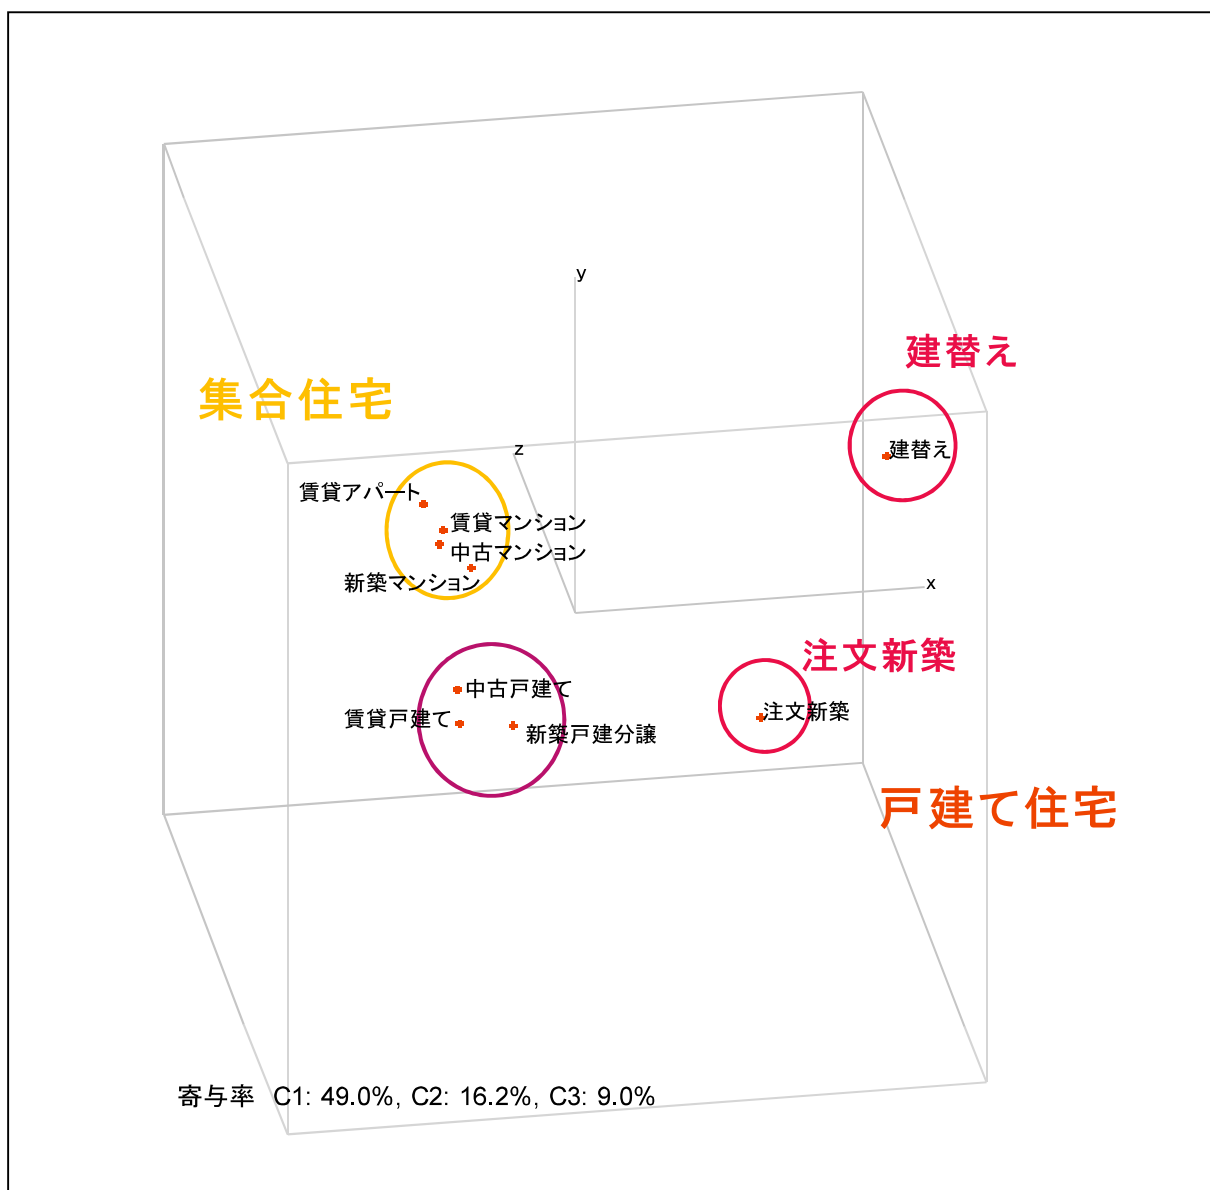 y
建替え
集合住宅
z
建替え
賃貸アパート
賃貸マンション
中古マンション
新築マンション
x
注文新築
中古戸建て
賃貸戸建て
注文新築
新築戸建分譲
戸建て住宅
寄与率 C1: 49.0%, C2: 16.2%, C3: 9.0%